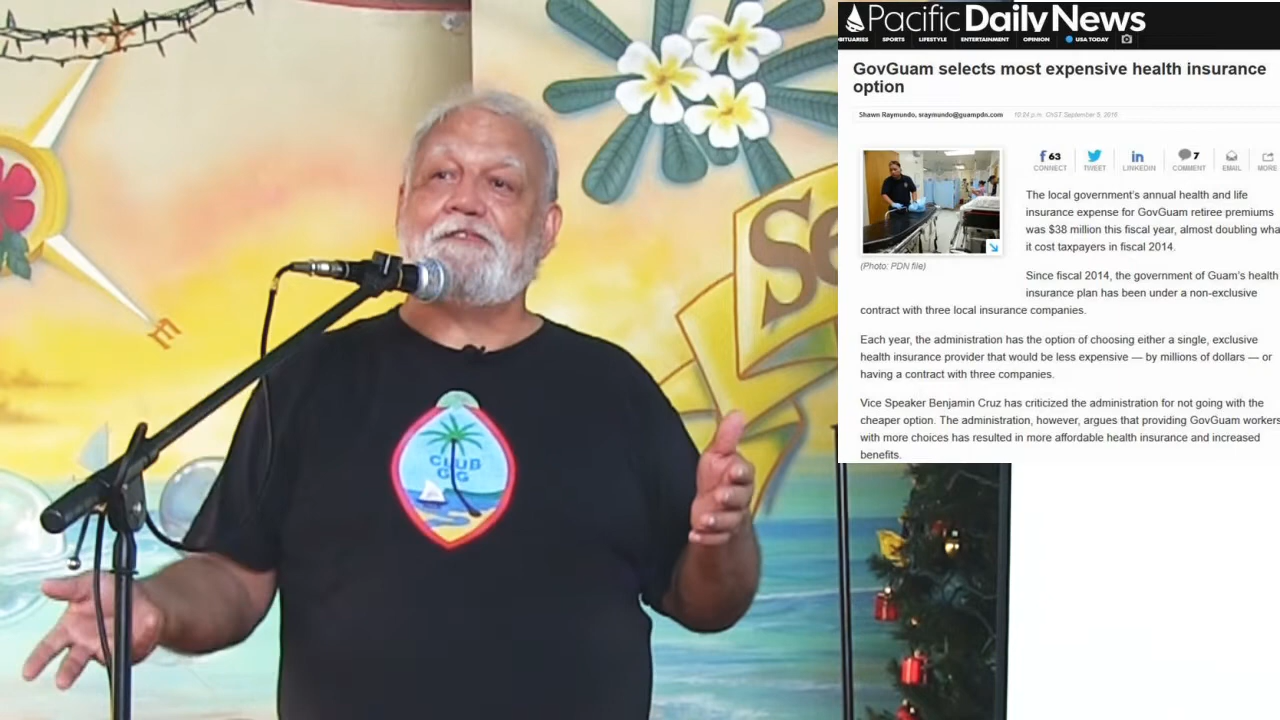 Pacific Daily News
OBITUARIES SPORTS LIFESTYLE ENTERTAINMENT OPINION USA TODAY
GovGuam selects most expensive health insurance
option
Shawn Raymundo, sraymundo@guampdn.com
f 63 7
CONNECT TWEET LINKEDIN COMMENT EMAIL MORE
(Photo: PDN file)
The local government's annual health and life
insurance expense for GovGuam retiree premiums
was $38 million this fiscal year, almost doubling wha
it cost taxpayers in fiscal 2014.
Since fiscal 2014, the government of Guam's health
insurance plan has been under a non-exclusive
contract with three local insurance companies.
Each year, the administration has the option of choosing either a single, exclusive
health insurance provider that would be less expensive — by millions of dollars — or
having a contract with three companies.
Vice Speaker Benjamin Cruz has criticized the administration for not going with the
cheaper option. The administration, however, argues that providing GovGuam workers
with more choices has resulted in more affordable health insurance and increased
benefits.
E
Se
CLUB
GG